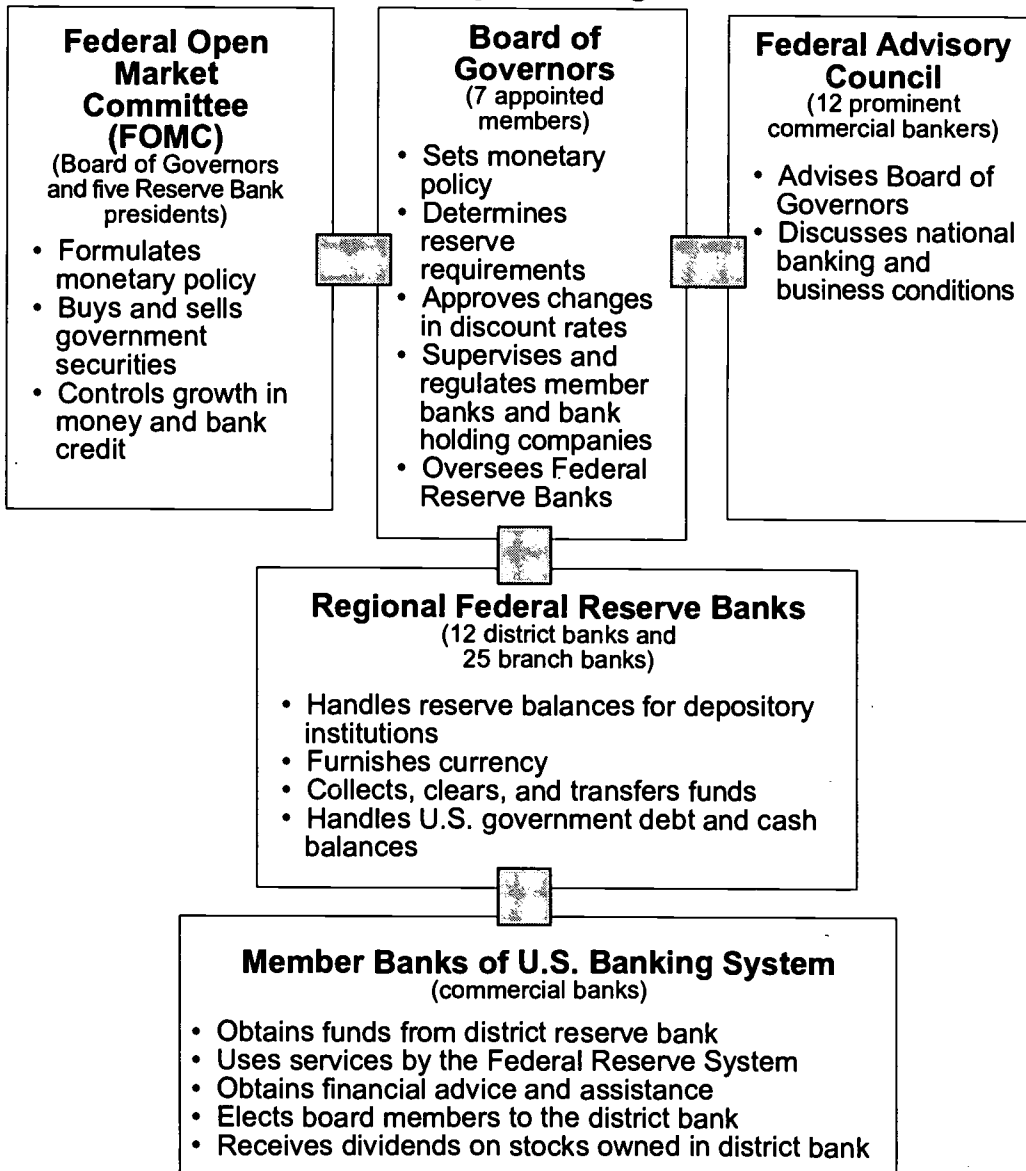 Federal Open
Market
Committee
(FOMC)
(Board of Governors
and five Reserve Bank
presidents)
• Formulates
monetary policy
• Buys and sells
government
securities
• Controls growth in
money and bank
credit
Board of
Governors
(7 appointed
members)
• Sets monetary
policy
• Determines
reserve
requirements
• Approves changes
in discount rates
• Supervises and
regulates member
banks and bank
holding companies
• Oversees Federal
Reserve Banks
Federal Advisory
Council
(12 prominent
commercial bankers)
• Advises Board of
Governors
• Discusses national
banking and
business conditions
Regional Federal Reserve Banks
(12 district banks and
25 branch banks)
• Handles reserve balances for depository
institutions
• Furnishes currency
• Collects, clears, and transfers funds
• Handles U.S. government debt and cash
balances
Member Banks of U.S. Banking System
(commercial banks)
• Obtains funds from district reserve bank
• Uses services by the Federal Reserve System
• Obtains financial advice and assistance
• Elects board members to the district bank
• Receives dividends on stocks owned in district bank